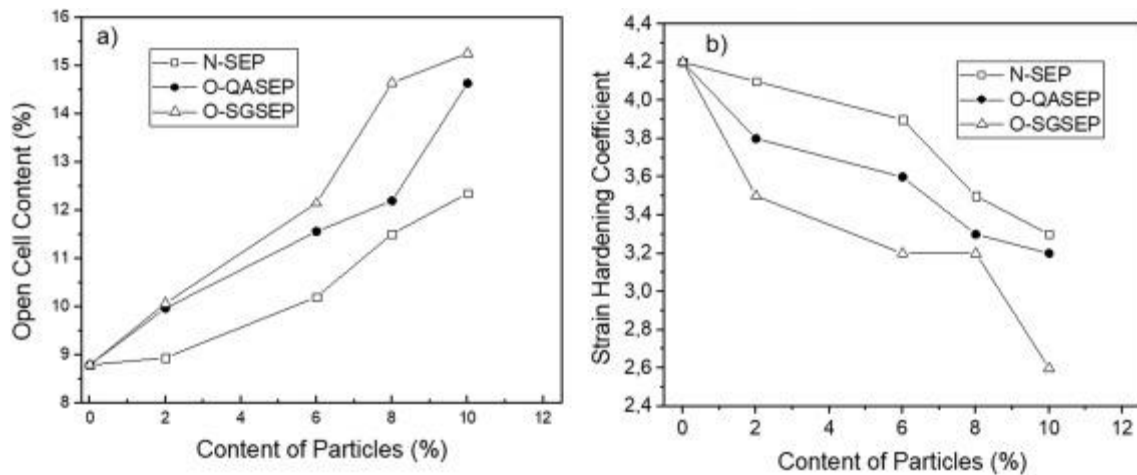 a)
N-SEP
O-QASEP
O-SGSEP
Open Cell Content (%)
16
15
14
13
12
11
10
9
8
0 2 4 6 8 10 12
Content of Particles (%)
b)
N-SEP
O-QASEP
O-SGSEP
Strain Hardening Coefficient
4,4
4,2
4,0
3,8
3,6
3,4
3,2
3,0
2,8
2,6
2,4
0 2 4 6 8 10 12
Content of Particles (%)